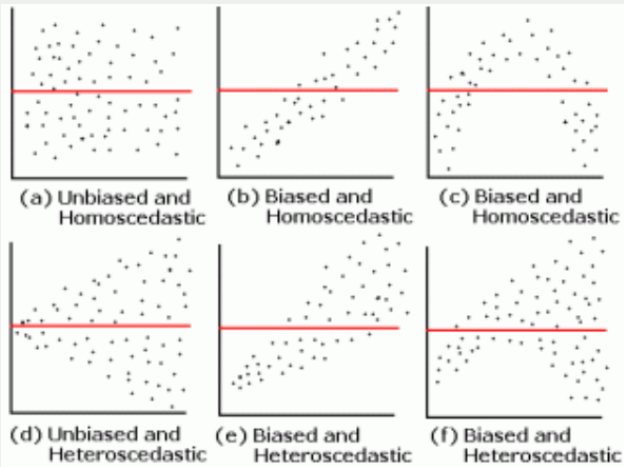 (a) Unbiased and
Homoscedastic
(b) Biased and
Homoscedastic
(c) Biased and
Homoscedastic
(d) Unbiased and
Heteroscedastic
(e) Biased and
Heteroscedastic
(f) Biased and
Heteroscedastic